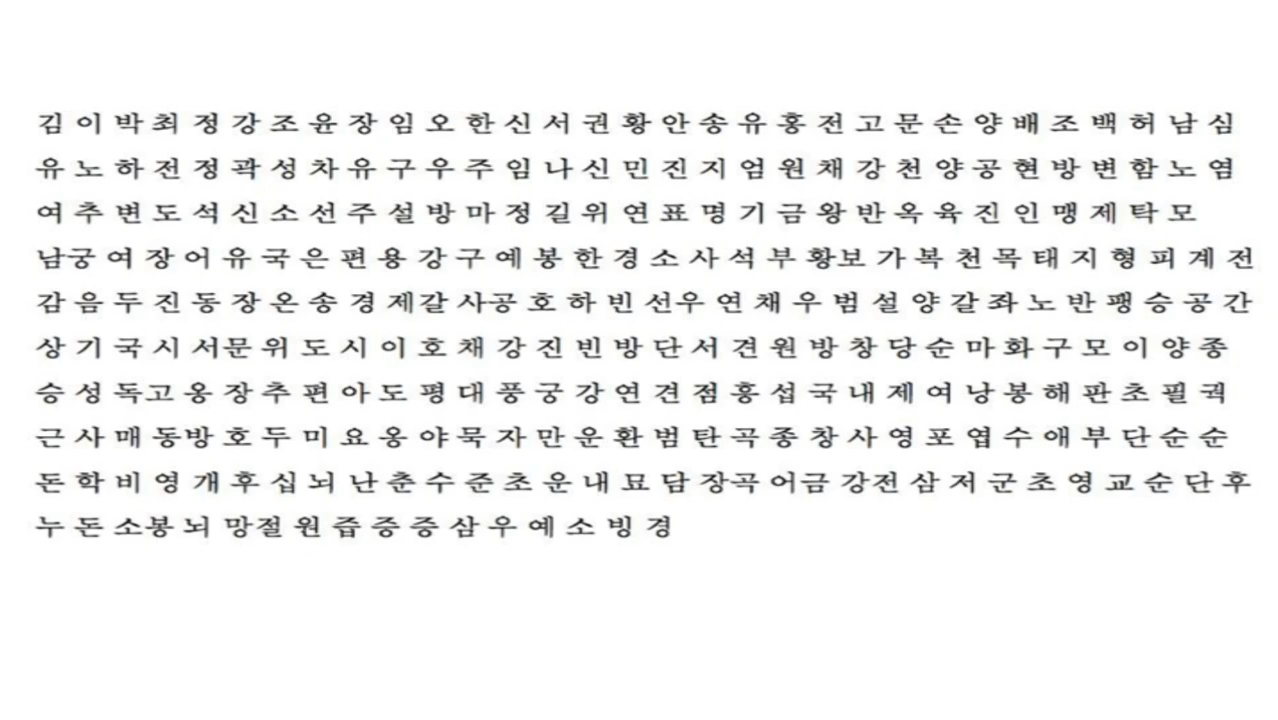 김 이 박 최 정 강 조 윤 장 임 오 한 신 서 권 황 안 송 유 홍 전 고 문 손 양 배 조 백 허 남 심
유 노 하 전 정 곽 성 차 유 구 우 주 임 나 신 민 진 지 엄 원 채 강 천 양 공 현 방 변 함 노 염
여 추 변 도 석 신 소 선 주 설 방 마 정 길 위 연 표 명 기 금 왕 반 옥 육 진 인 맹 제 탁 모
남궁 여 장 어 유 국 은 편 용 강 구 예 봉 한 경 소 사 석 부 황보 가 복 천 목 태 지 형 피 계 전
감 음 두 진 동 장 온 송 경 제갈 사공 호 하 빈 선우 연 채 우 범 설 양 갈 좌 노 반 팽 승 공 간
상 기 국 시 서문 위 도 시 이 호 채 강 진 빈 방 단 서 견 원 방 창 당 순 마 화 구 모 이 양 종
승 성 독고 옹 장 추 편 아 도 평 대 풍 궁 강 연 견 점 흥 섭 국 내 제 여 낭 봉 해 판 초 필 궉
근 사 매 동방 호 두 미 요 옹 야 묵 자 만 운 환 범 탄 곡 종 창 사 영 포 엽 수 애 부 단 순 순
돈 학 비 영 개 후 십 뇌 난 춘 수 준 초 운 내 묘 담 장곡 어금 강전 삼 저 군 초 영 교 순 단 후
누 돈 소봉 뇌 망절 원 즙 증 증 삼 우 예 소 빙 경